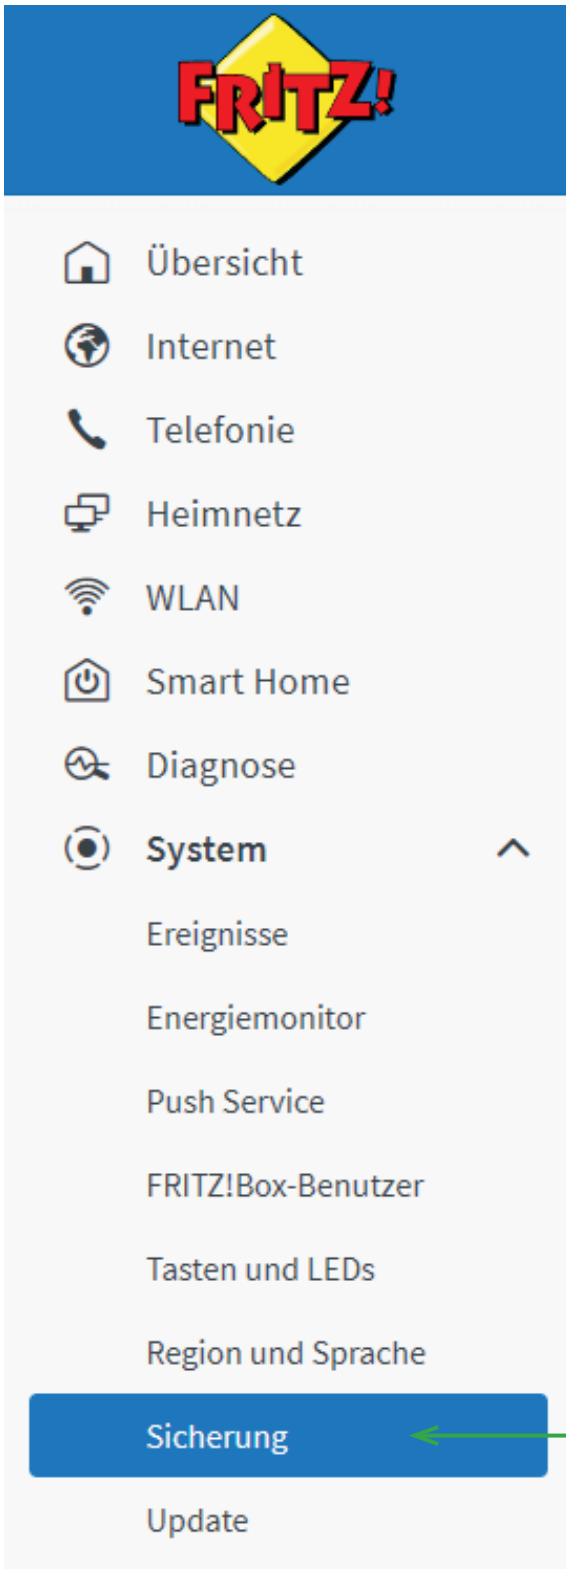 FRITZ!
Übersicht
Internet
Telefonie
Heimnetz
WLAN
Smart Home
Diagnose
System
Ereignisse
Energiemonitor
Push Service
FRITZ!Box-Benutzer
Tasten und LEDs
Region und Sprache
Sicherung
Update